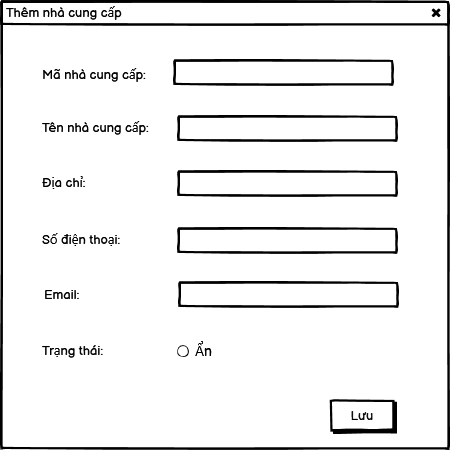 Thêm nhà cung cấp
Mã nhà cung cấp:
Tên nhà cung cấp:
Địa chỉ:
Số điện thoại:
Email:
Trạng thái:
Ẩn
Lưu